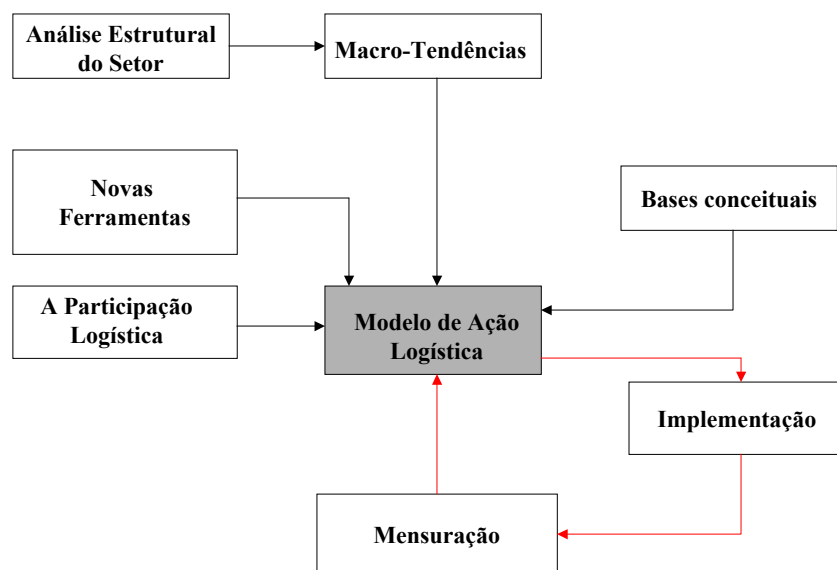 Análise Estrutural
do Setor
Macro-Tendências
Novas
Ferramentas
Bases conceituais
A Participação
Logística
Modelo de Ação
Logística
Implementação
Mensuração